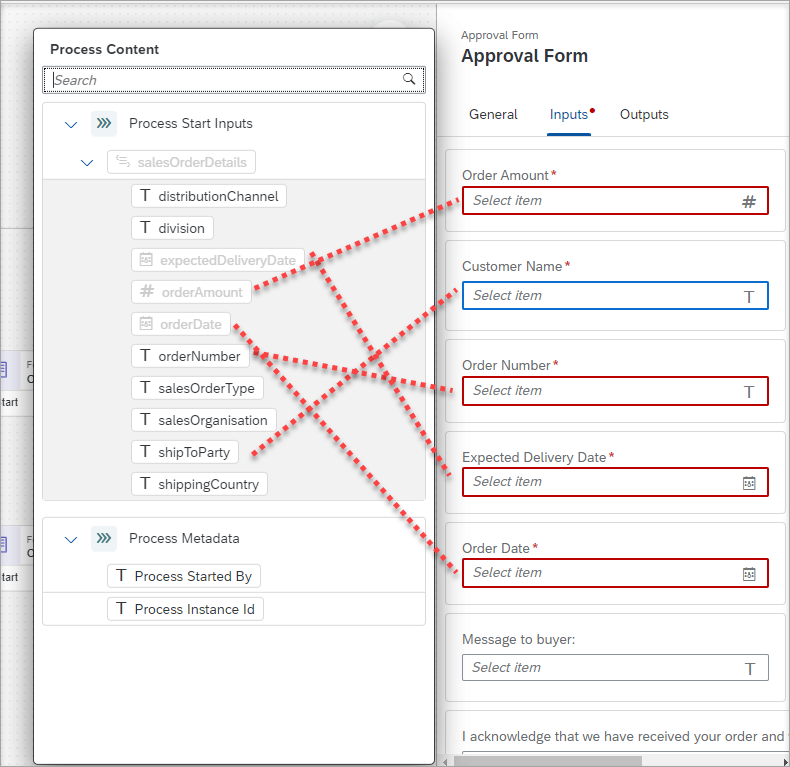 Process Content
Search
Process Start Inputs
salesOrderDetails
distributionChannel
division
expectedDeliveryDate
orderAmount
orderDate
orderNumber
salesOrderType
salesOrganisation
shipToParty
shippingCountry
Process Metadata
Process Started By
Process Instance Id
tart
tart
Approval Form
Approval Form
General
Inputs
Outputs
Order Amount*
Select item
Customer Name*
Select item
Order Number*
Select item
Expected Delivery Date*
Select item
Order Date*
Select item
Message to buyer:
Select item
I acknowledge that we have received your order and